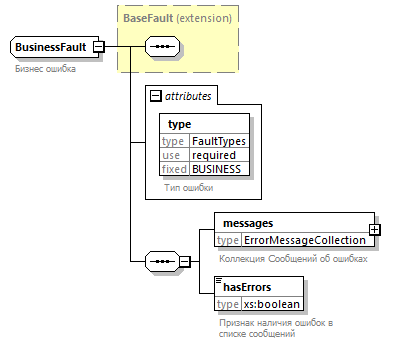 BaseFault (extension)
BusinessFault
Бизнес ошибка
attributes
type
type FaultTypes
use required
fixed BUSINESS
Тип ошибки
messages
type ErrorMessageCollection
Коллекция Сообщений об ошибках
hasErrors
type xs:boolean
Признак наличия ошибок в
списке сообщений